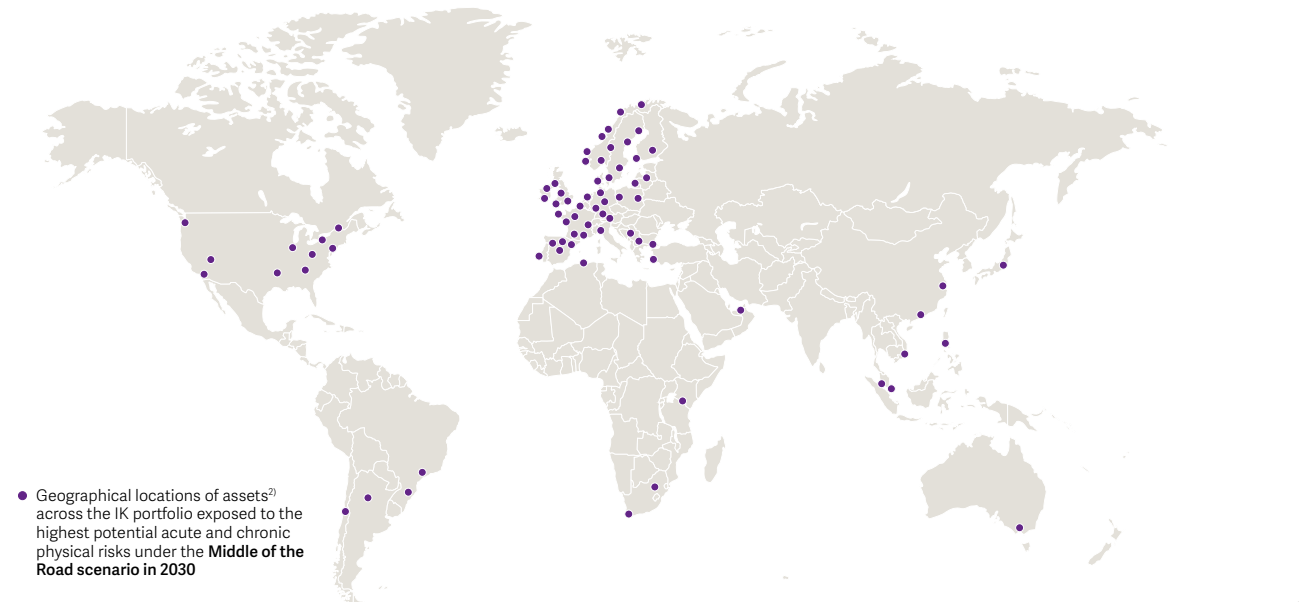 Geographical locations of assets2)
across the IK portfolio exposed to the
highest potential acute and chronic
physical risks under the Middle of the
Road scenario in 2030